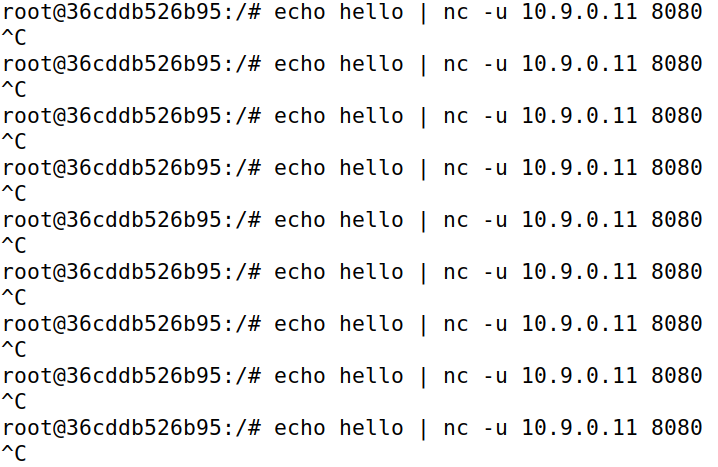 root@36cddb526b95:/# echo hello | nc -u 10.9.0.11 8080
^C
root@36cddb526b95:/# echo hello | nc -u 10.9.0.11 8080
^C
root@36cddb526b95:/# echo hello | nc -u 10.9.0.11 8080
^C
root@36cddb526b95:/# echo hello | nc -u 10.9.0.11 8080
^C
root@36cddb526b95:/# echo hello | nc -u 10.9.0.11 8080
^C
root@36cddb526b95:/# echo hello | nc -u 10.9.0.11 8080
^C
root@36cddb526b95:/# echo hello | nc -u 10.9.0.11 8080
^C
root@36cddb526b95:/# echo hello | nc -u 10.9.0.11 8080
^C
root@36cddb526b95:/# echo hello | nc -u 10.9.0.11 8080
^C